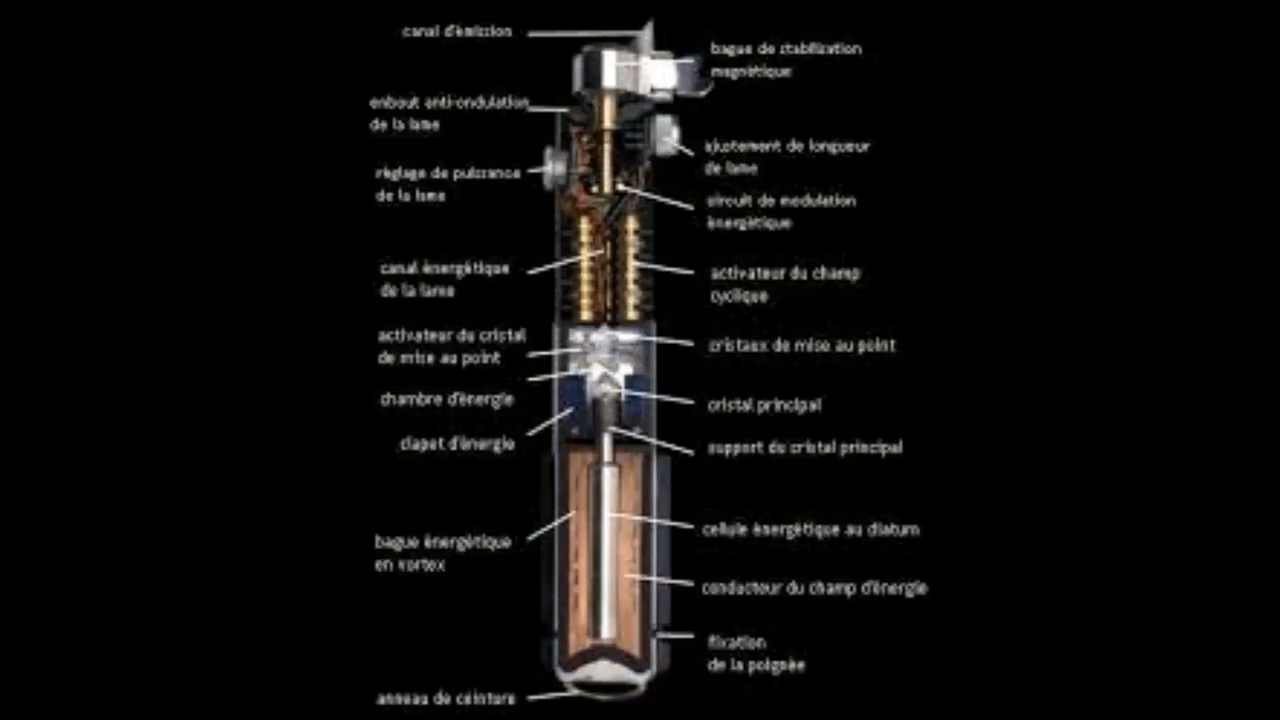 canal d'émission
bague de stabilisation
magnétique
enbout anti-ondulation
de la lame
ajustement de longueur
de lame
réglage de puissance
de la lame
circuit de modulation
énergétique
canal énergétique
de la lame
activateur du champ
cyclique
activateur du cristal
de mise au point
cristaux de mise au point
chambre d'énergie
cristal principal
clapet d'énergie
support du cristal principal
cellule énergétique au diatum
bague énergétique
en vortex
conducteur du champ d'énergie
fixation
de la poignée
anneau de ceinture